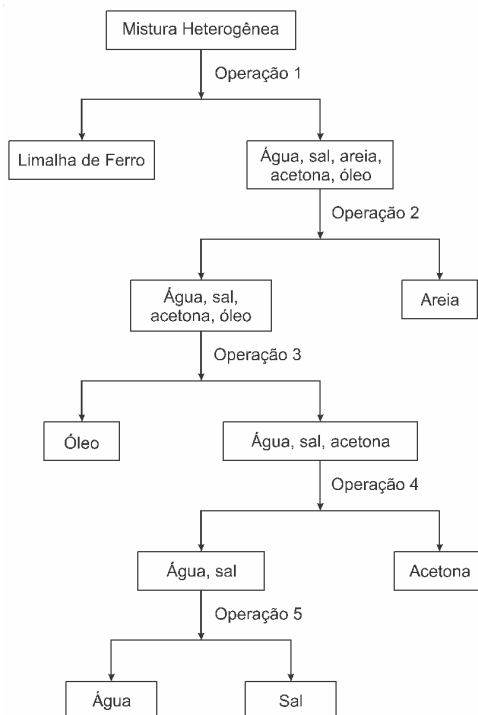 Mistura Heterogênea
Operação 1
Limalha de Ferro
Água, sal, areia,
acetona, óleo
Operação 2
Água, sal,
acetona, óleo
Areia
Operação 3
Óleo
Água, sal, acetona
Operação 4
Água, sal
Acetona
Operação 5
Água
Sal